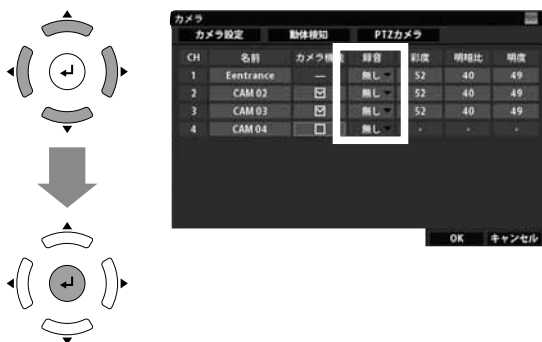 カメラ
カメラ設定 動体検知 PTZカメラ
CH 名前 カメラ機能 録音 彩度 明暗比 明度
1 Eentrance — 無し 52 40 49
2 CAM 02 無し 52 40 49
3 CAM 03 無し 52 40 49
4 CAM 04 無し - - -
OK キャンセル